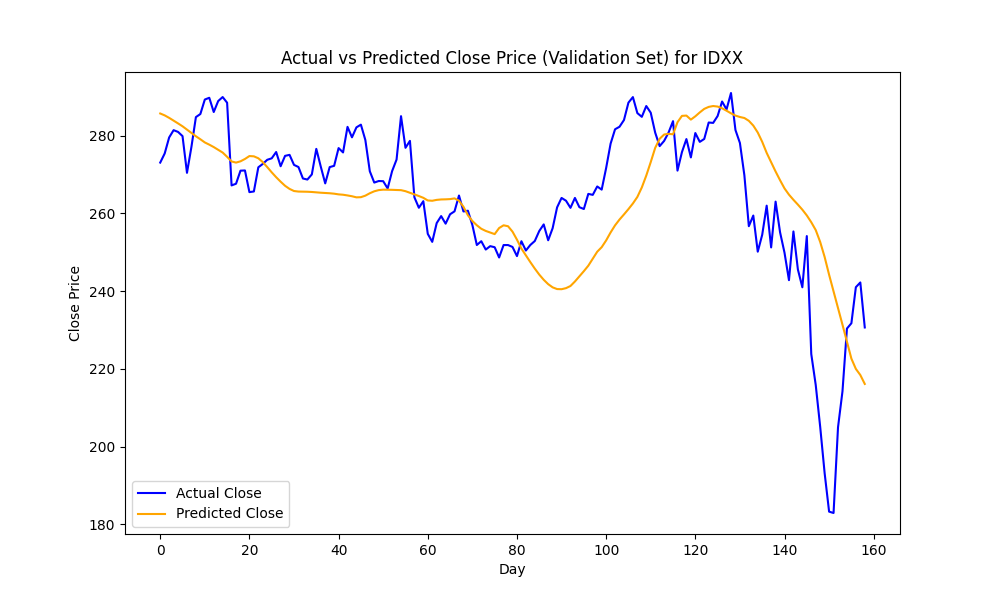 Actual vs Predicted Close Price (Validation Set) for IDXX
Close Price
280
260
240
220
200
180
Actual Close
Predicted Close
0 20 40 60 80 100 120 140 160
Day